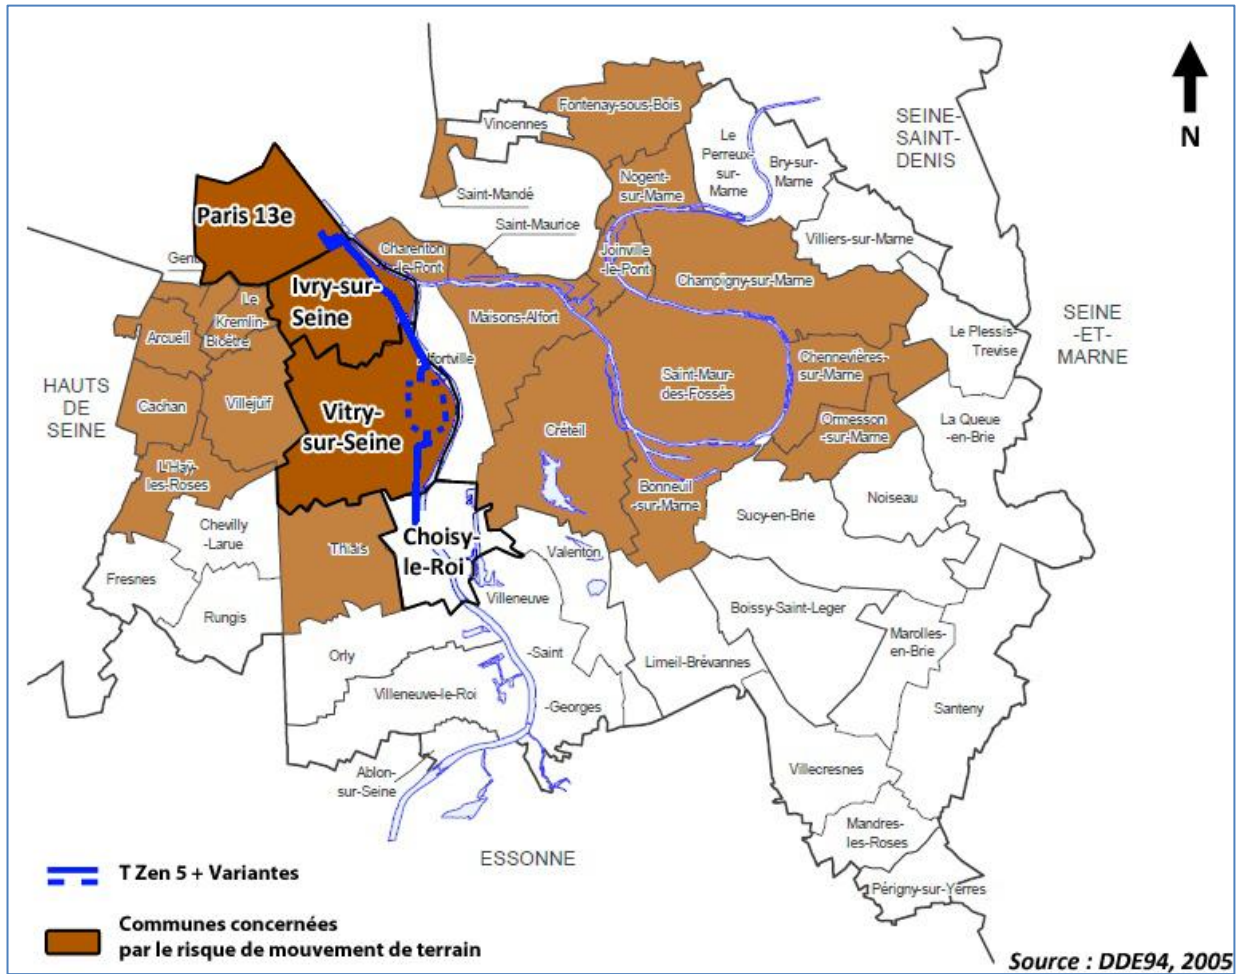 Fontenay-sous-Bois
SEINE-
SAINT-
DENIS
N
Vincennes
Le
Perreux-
sur-
Marne
Bry-sur-
Marne
Nogent-
sur-Marne
Saint-Mandé
Paris 13e
Saint-Maurice
Villiers-sur-Marne
Charenton
-le-Pont
Joinville
-le-Pont
Gent
Champigny-sur-Marne
Ivry-sur-
Seine
Le
Kremlin-
Bicêtre
Maisons-Alfort
SEINE
-ET-
MARNE
Arcueil
Le Plessis-
Trevise
Alfortville
Chennevières-
sur-Marne
HAUTS
DE
SEINE
Saint-Maur-
des-Fossés
Cachan
Villejuif
Vitry-
sur-Seine
Ormesson
-sur-Marne
La Queue
-en-Brie
Créteil
L'Haÿ-
les-Roses
Bonneuil
-sur-Marne
Noiseau
Sucy-en-Brie
Chevilly
-Larue
Thiais
Choisy-
le-Roi
Valenton
Fresnes
Villeneuve
Rungis
Boissy-Saint-Leger
Marolles-
en-Brie
Orly
-Saint
Limeil-Brévannes
Villeneuve-le-Roi
-Georges
Santeny
Ablon-
sur-Seine
Villecresnes
Mandres-
les-Roses
ESSONNE
Périgny-sur-Yerres
T Zen 5 + Variantes
Communes concernées
par le risque de mouvement de terrain
Source : DDE94, 2005